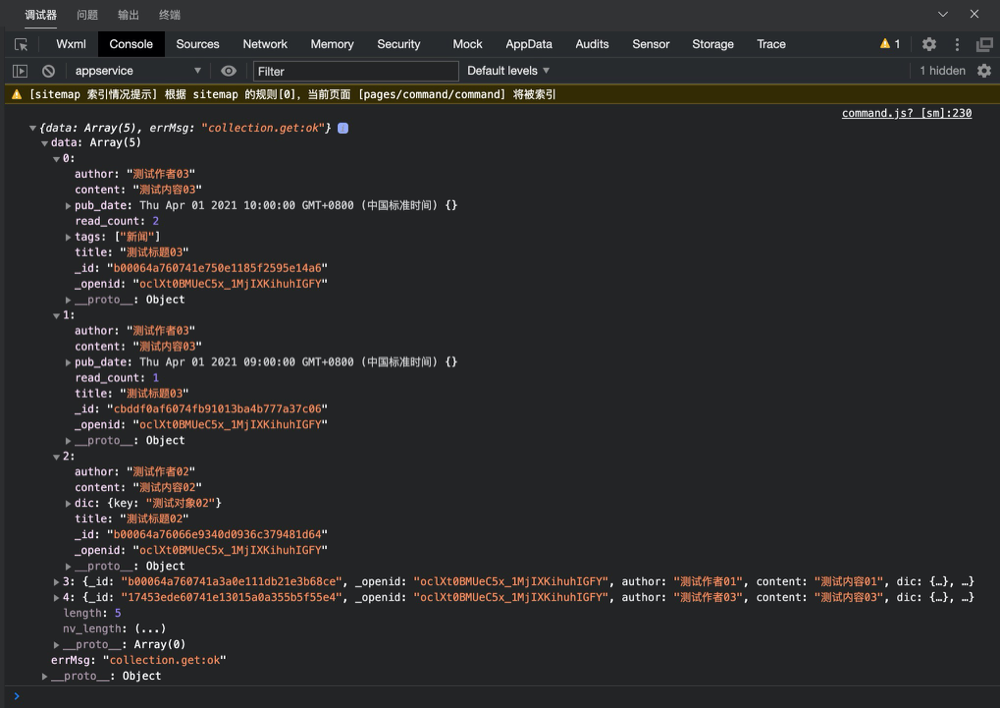 调试器 问题 输出 终端
Wxml Console Sources Network Memory Security Mock AppData Audits Sensor Storage Trace 1
appservice Filter Default levels 1 hidden
[sitemap 索引情况提示] 根据 sitemap 的规则[0], 当前页面 [pages/command/command] 将被索引
command.js? [sm]:230
{data: Array(5), errMsg: "collection.get:ok"}
data: Array(5)
0:
author: "测试作者03"
content: "测试内容03"
pub_date: Thu Apr 01 2021 10:00:00 GMT+0800 (中国标准时间) {}
read_count: 2
tags: ["新闻"]
title: "测试标题03"
_id: "b00064a760741e750e1185f2595e14a6"
_openid: "oclXt0BMUeC5x_1MjIXKihuhIGFY"
__proto__: Object
1:
author: "测试作者03"
content: "测试内容03"
pub_date: Thu Apr 01 2021 09:00:00 GMT+0800 (中国标准时间) {}
read_count: 1
title: "测试标题03"
_id: "cbddf0af6074fb91013ba4b777a37c06"
_openid: "oclXt0BMUeC5x_1MjIXKihuhIGFY"
__proto__: Object
2:
author: "测试作者02"
content: "测试内容02"
dic: {key: "测试对象02"}
title: "测试标题02"
_id: "b00064a76066e9340d0936c379481d64"
_openid: "oclXt0BMUeC5x_1MjIXKihuhIGFY"
__proto__: Object
3: {_id: "b00064a760741a3a0e111db21e3b68ce", _openid: "oclXt0BMUeC5x_1MjIXKihuhIGFY", author: "测试作者01", content: "测试内容01", dic: {…}, …}
4: {_id: "17453ede60741e13015a0a355b5f55e4", _openid: "oclXt0BMUeC5x_1MjIXKihuhIGFY", author: "测试作者03", content: "测试内容03", dic: {…}, …}
length: 5
nv_length: (...)
__proto__: Array(0)
errMsg: "collection.get:ok"
__proto__: Object